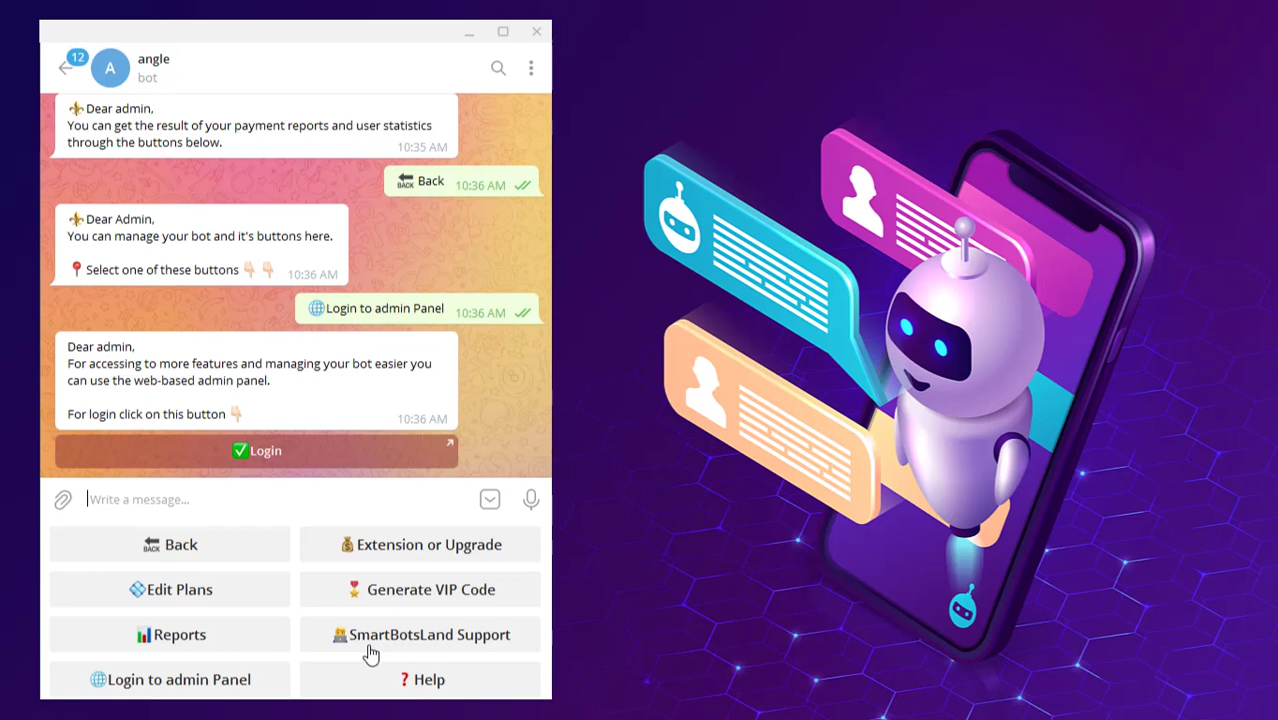 12
A
angle
bot
⚜️Dear admin,
You can get the result of your payment reports and user statistics
through the buttons below.
10:35 AM
🔙 Back 10:36 AM
⚜️Dear Admin,
You can manage your bot and it's buttons here.
📍Select one of these buttons👇🏻👇🏻 10:36 AM
🌐Login to admin Panel 10:36 AM
Dear admin,
For accessing to more features and managing your bot easier you
can use the web-based admin panel.
For login click on this button👇🏻 10:36 AM
✅Login
Write a message...
🔙 Back
💰Extension or Upgrade
💠Edit Plans
🎖 Generate VIP Code
📊Reports
👨‍💻SmartBotsLand Support
🌐Login to admin Panel
❓ Help